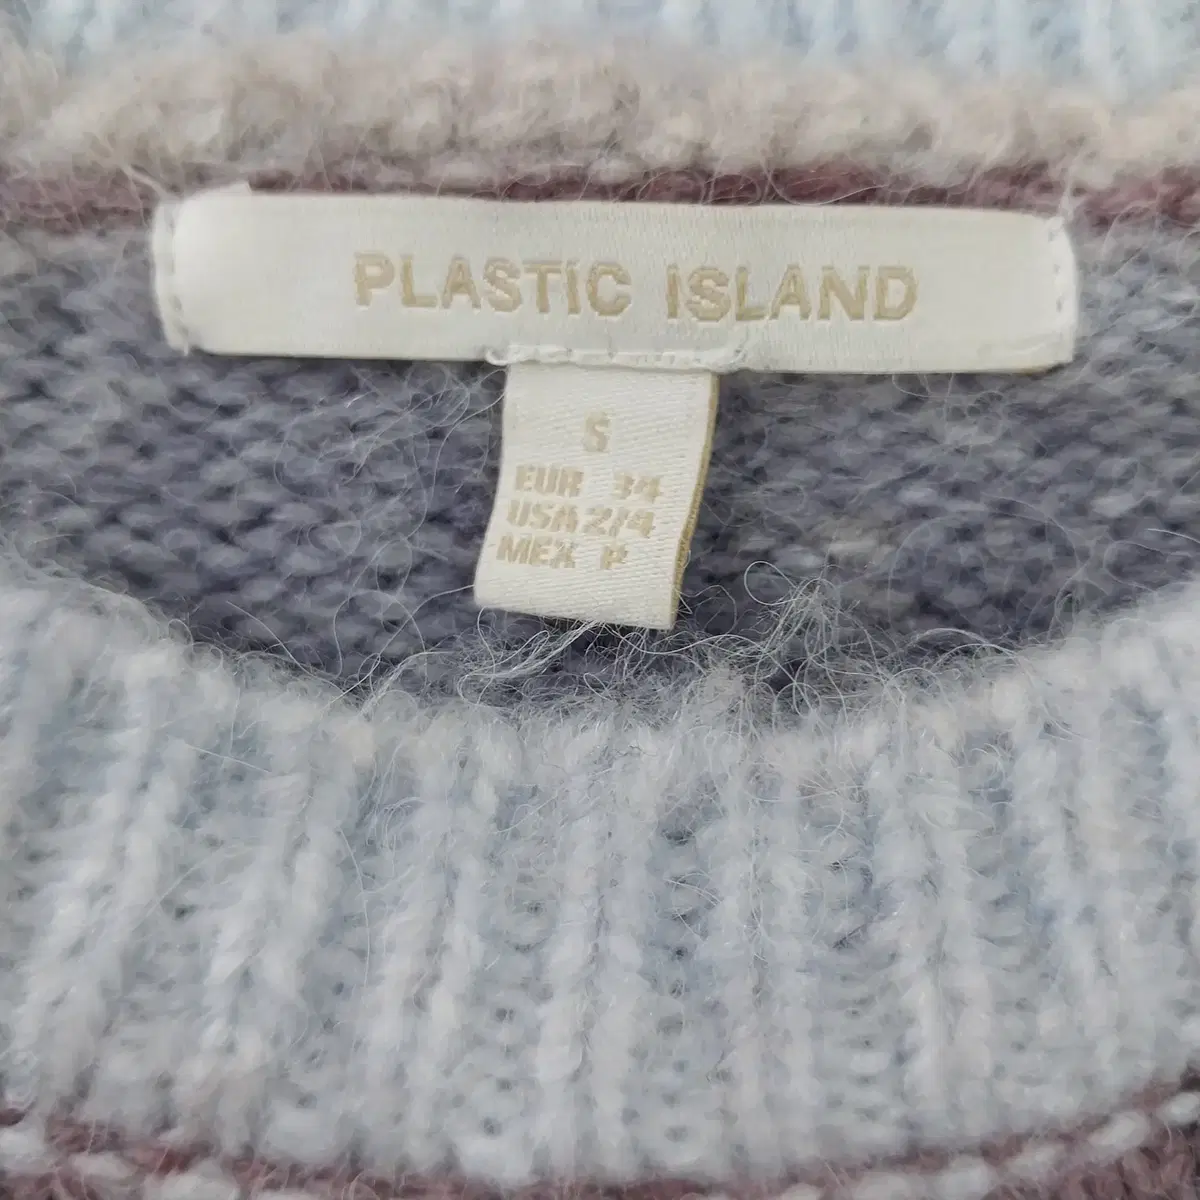 PLASTIC ISLAND
S
EUR 34
USA 2/4
MEX P